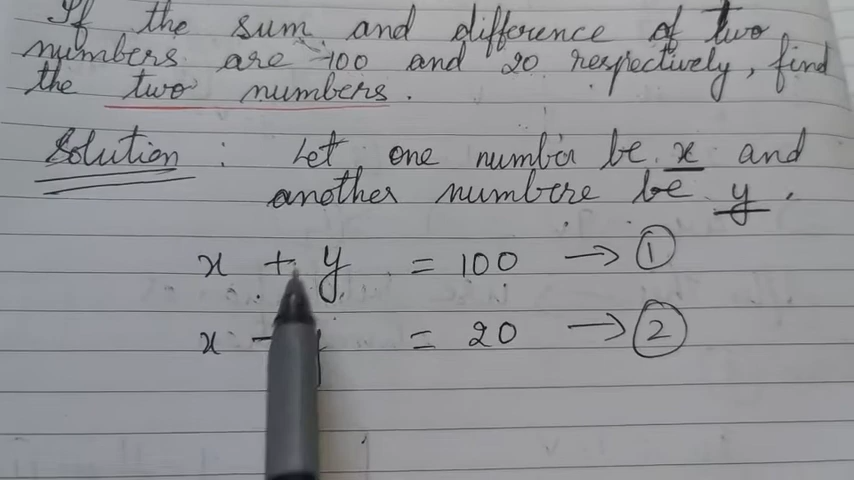 If the sum and difference of two
numbers are 100 and 20 respectively, find
the two numbers.
Solution : Let one number be x and
another numbere be y.
x + y = 100 → ①
x - = 20 → ②